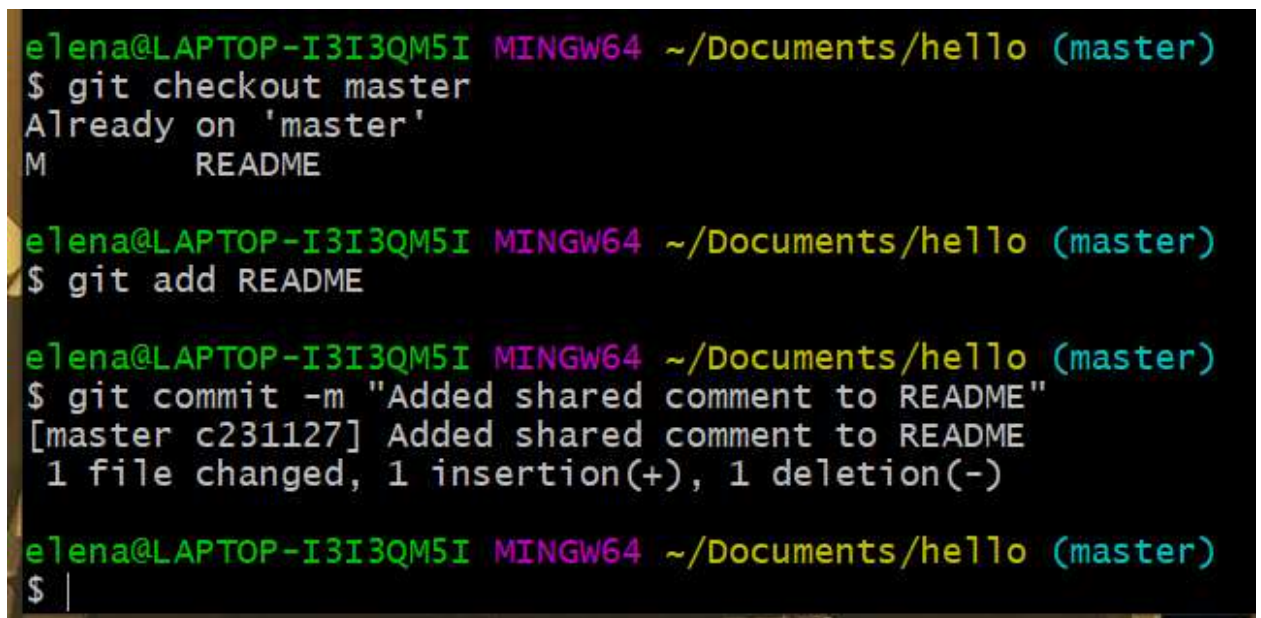 elena@LAPTOP-I3I3QM5I MINGW64 ~/Documents/hello (master)
$ git checkout master
Already on 'master'
M       README
elena@LAPTOP-I3I3QM5I MINGW64 ~/Documents/hello (master)
$ git add README
elena@LAPTOP-I3I3QM5I MINGW64 ~/Documents/hello (master)
$ git commit -m "Added shared comment to README"
[master c231127] Added shared comment to README
 1 file changed, 1 insertion(+), 1 deletion(-)
elena@LAPTOP-I3I3QM5I MINGW64 ~/Documents/hello (master)
$